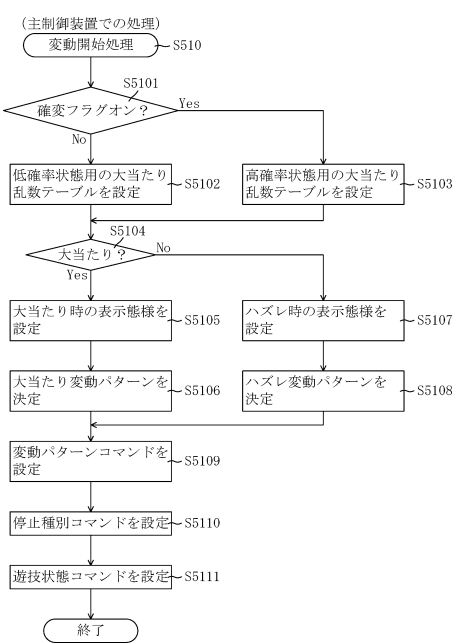 (主制御装置での処理)
変動開始処理
S510
S5101
確変フラグオン？
Yes
No
低確率状態用の大当たり
乱数テーブルを設定
S5102
高確率状態用の大当たり
乱数テーブルを設定
S5103
S5104
大当たり？
No
Yes
大当たり時の表示態様を
設定
S5105
ハズレ時の表示態様を
設定
S5107
大当たり変動パターンを
決定
S5106
ハズレ変動パターンを
決定
S5108
変動パターンコマンドを
設定
S5109
停止種別コマンドを設定
S5110
遊技状態コマンドを設定
S5111
終了